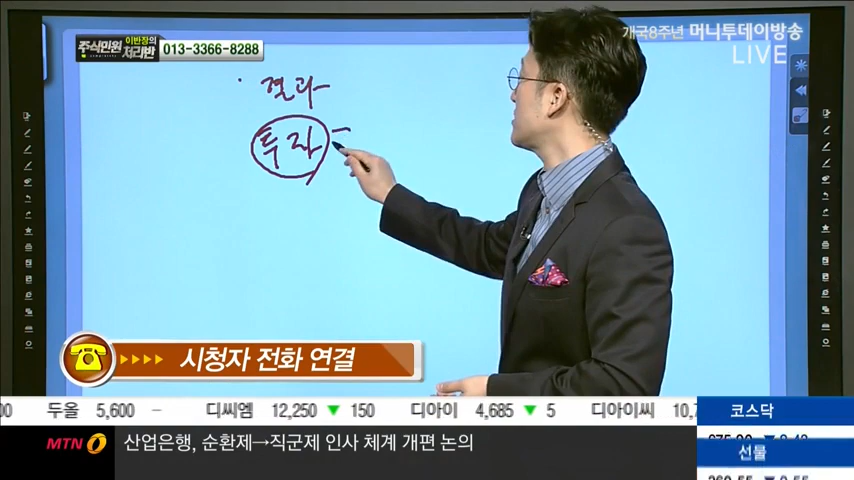 주식민원 이반장의 처리반 013-3366-8288
개국8주년 머니투데이방송
LIVE
결과
투자
시청자 전화 연결
00 두올 5,600 – 디씨엠 12,250 ▼ 150 디아이 4,685 ▼ 5 디아이씨 10,7
코스닥
선물
MTN 산업은행, 순환제→직군제 인사 체계 개편 논의